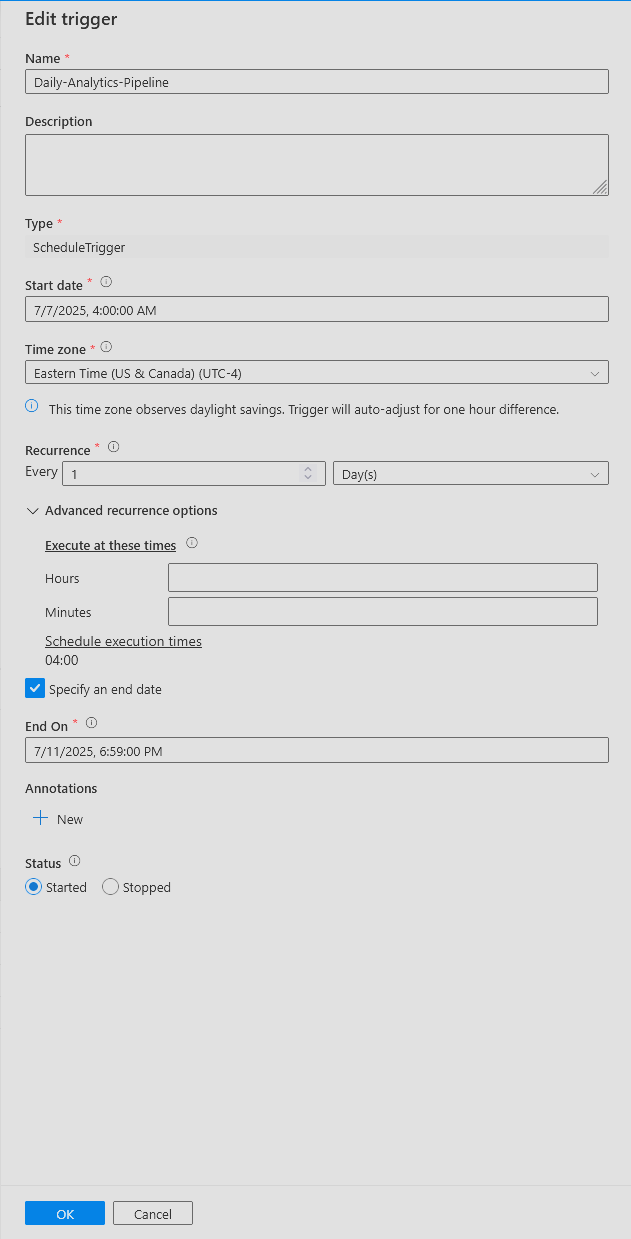 Edit trigger
Name *
Daily-Analytics-Pipeline
Description
Type *
ScheduleTrigger
Start date *
7/7/2025, 4:00:00 AM
Time zone *
Eastern Time (US & Canada) (UTC-4)
This time zone observes daylight savings. Trigger will auto-adjust for one hour difference.
Recurrence *
Every 1 Day(s)
Advanced recurrence options
Execute at these times
Hours
Minutes
Schedule execution times
04:00
Specify an end date
End On *
7/11/2025, 6:59:00 PM
Annotations
New
Status
Started Stopped
OK Cancel